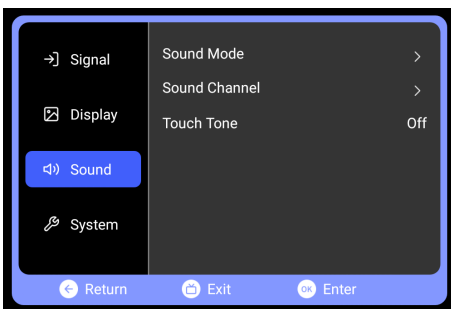 Signal
Display
Sound
System
Sound Mode
Sound Channel
Touch Tone Off
Return Exit OK Enter